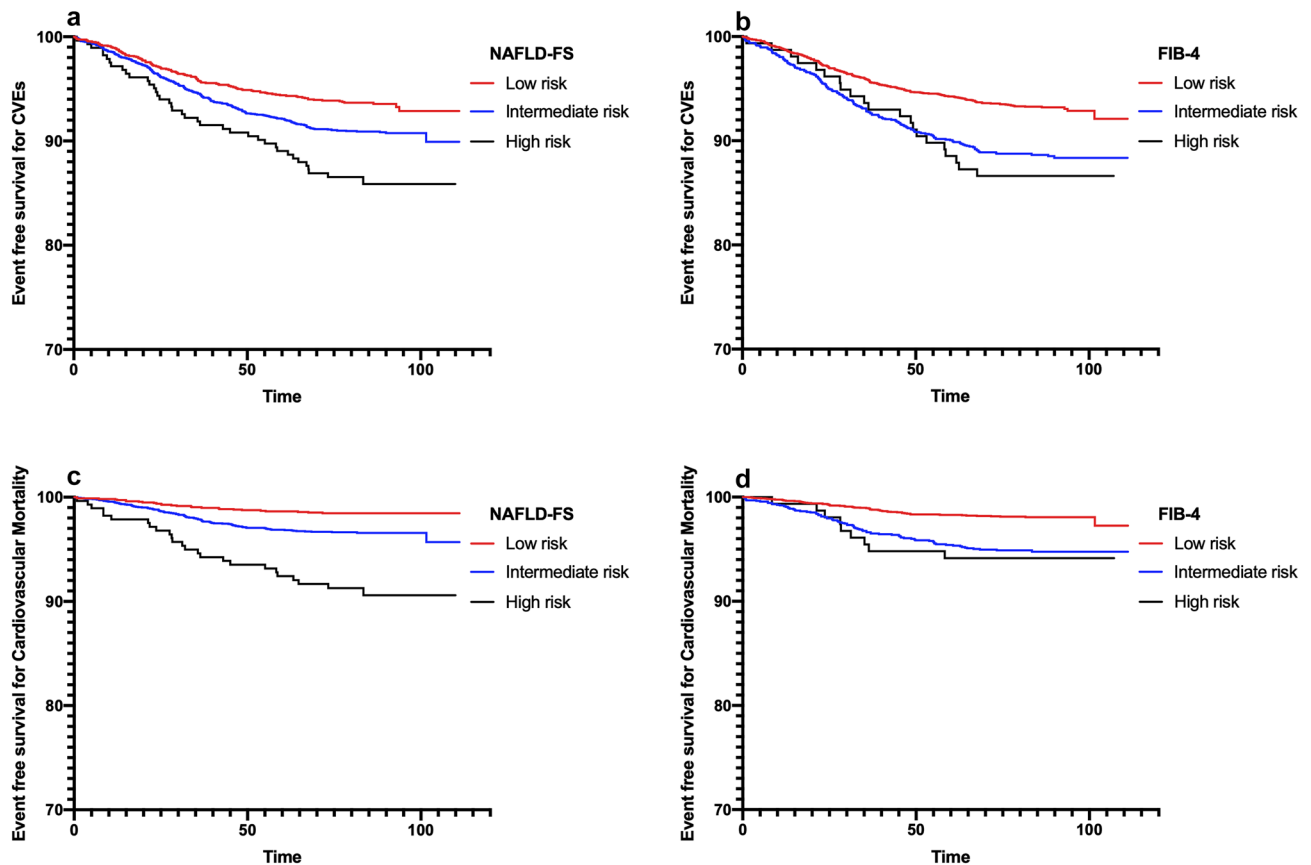 a
Event free survival for CVEs
100
90
80
70
0
50
100
Time
NAFLD-FS
Low risk
Intermediate risk
High risk
b
Event free survival for CVEs
100
90
80
70
0
50
100
Time
FIB-4
Low risk
Intermediate risk
High risk
c
Event free survival for Cardiovascular Mortality
100
90
80
70
0
50
100
Time
NAFLD-FS
Low risk
Intermediate risk
High risk
d
Event free survival for Cardiovascular Mortality
100
90
80
70
0
50
100
Time
FIB-4
Low risk
Intermediate risk
High risk